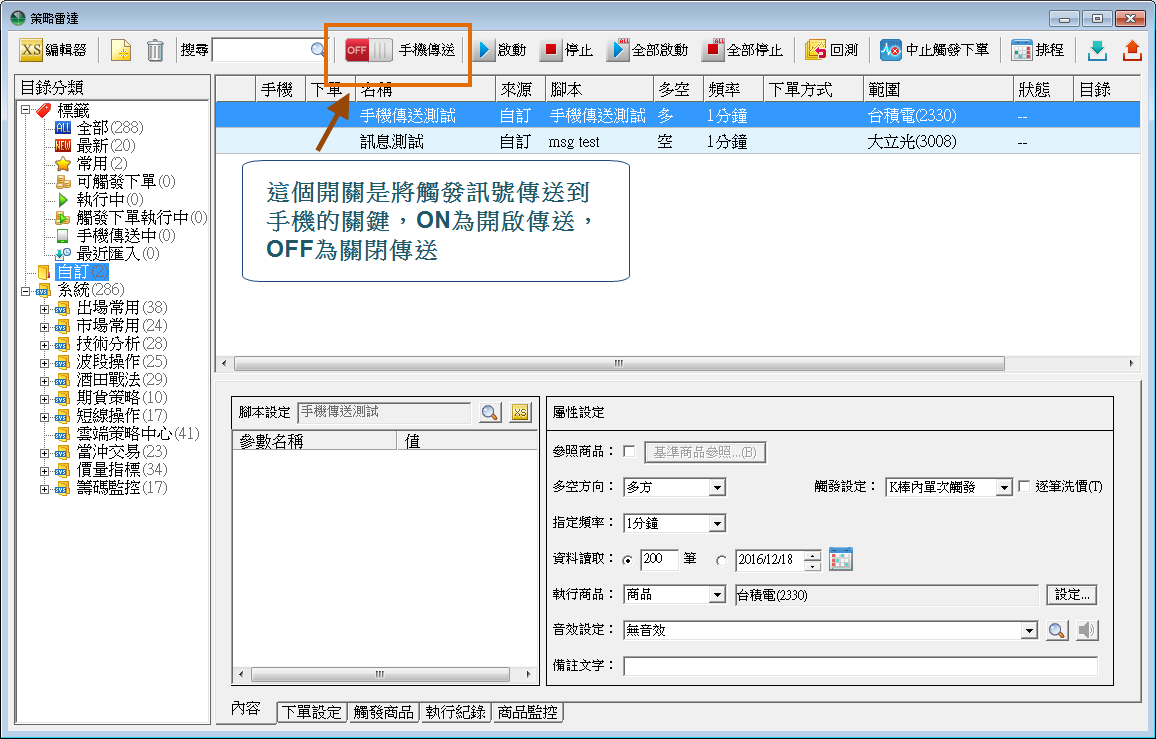 策略雷達
XS 編輯器 搜尋 OFF 手機傳送 啟動 停止 ALL 全部啟動 ALL 全部停止 回測 中止觸發下單 排程
目錄分類
標籤
ALL 全部(288)
NEW 最新(20)
常用(2)
可觸發下單(0)
執行中(0)
觸發下單執行中(0)
手機傳送中(0)
最近匯入(0)
自訂(2)
系統(286)
出場常用(38)
市場常用(24)
技術分析(28)
波段操作(25)
酒田戰法(29)
期貨策略(10)
短線操作(17)
雲端策略中心(41)
當沖交易(23)
價量指標(34)
籌碼監控(17)
手機 下單 名稱 來源 腳本 多空 頻率 下單方式 範圍 狀態 目錄
手機傳送測試 自訂 手機傳送測試 多 1分鐘 台積電(2330) --
訊息測試 自訂 msg test 空 1分鐘 大立光(3008) --
這個開關是將觸發訊號傳送到
手機的關鍵，ON為開啟傳送，
OFF為關閉傳送
腳本設定 手機傳送測試 XS
參數名稱 值
屬性設定
參照商品： 基準商品參照...(B)
多空方向： 多方 觸發設定： K棒內單次觸發 逐筆洗價(T)
指定頻率： 1分鐘
資料讀取： 200 筆 2016/12/18
執行商品： 商品 台積電(2330) 設定...
音效設定： 無音效
備註文字：
內容 下單設定 觸發商品 執行紀錄 商品監控